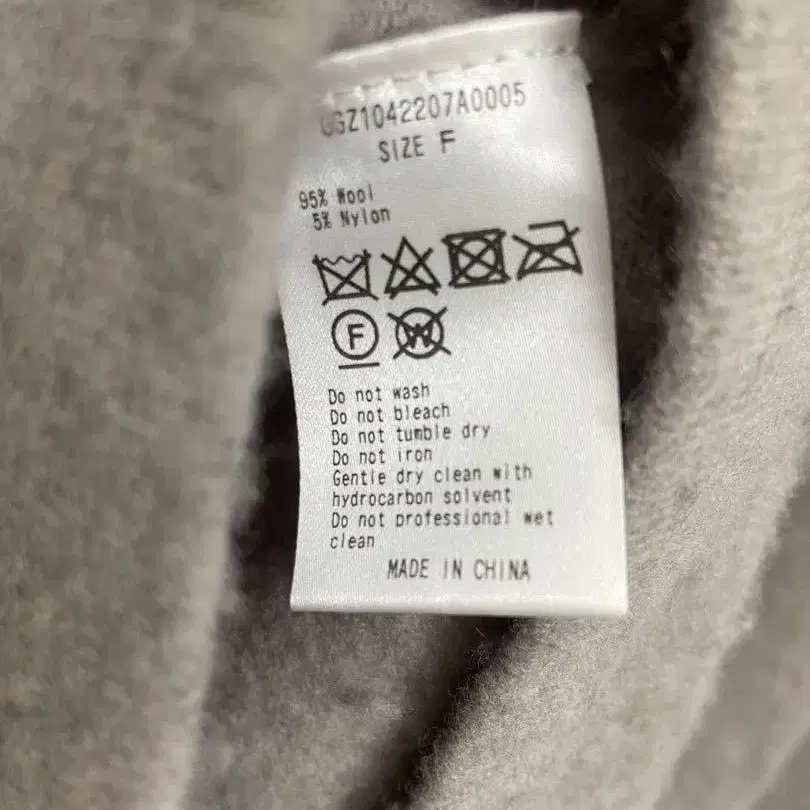 UGZ1042207A0005
SIZE F
95% Wool
5% Nylon
F
W
Do not wash
Do not bleach
Do not tumble dry
Do not iron
Gentle dry clean with
hydrocarbon solvent
Do not professional wet
clean
MADE IN CHINA